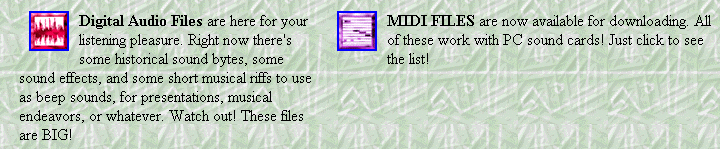 Digital Audio Files are here for your
listening pleasure. Right now there's
some historical sound bytes, some
sound effects, and some short musical riffs to use
as beep sounds, for presentations, musical
endeavors, or whatever. Watch out! These files
are BIG!
MIDI FILES are now available for downloading. All
of these work with PC sound cards! Just click to see
the list!